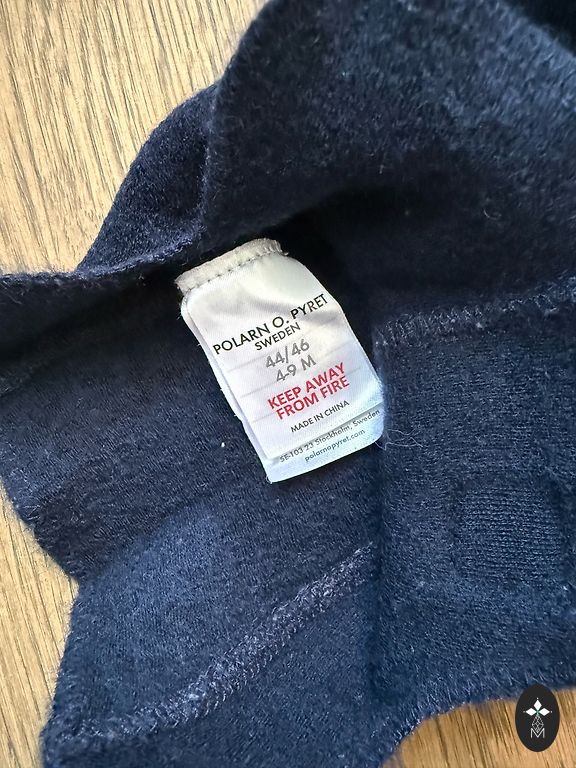 POLARN O. PYRET
SWEDEN
44/46
4-9 M
KEEP AWAY
FROM FIRE
MADE IN CHINA
SE-103 23 Stockholm, Sweden
polarnopyret.com
M